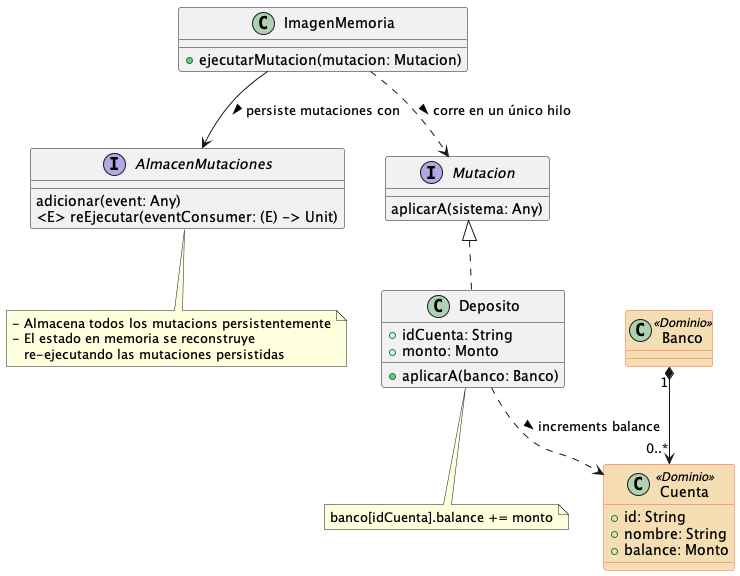 C ImagenMemoria
ejecutarMutacion(mutacion: Mutacion)
persiste mutaciones con
corre en un único hilo
I AlmacenMutaciones
adicionar(event: Any)
<E> reEjecutar(eventConsumer: (E) -> Unit)
I Mutacion
aplicarA(sistema: Any)
- Almacena todos los mutacions persistentemente
- El estado en memoria se reconstruye
re-ejecutando las mutaciones persistidas
C Deposito
idCuenta: String
monto: Monto
aplicarA(banco: Banco)
C «Dominio»
Banco
1
increments balance
0..*
banco[idCuenta].balance += monto
C «Dominio»
Cuenta
id: String
nombre: String
balance: Monto